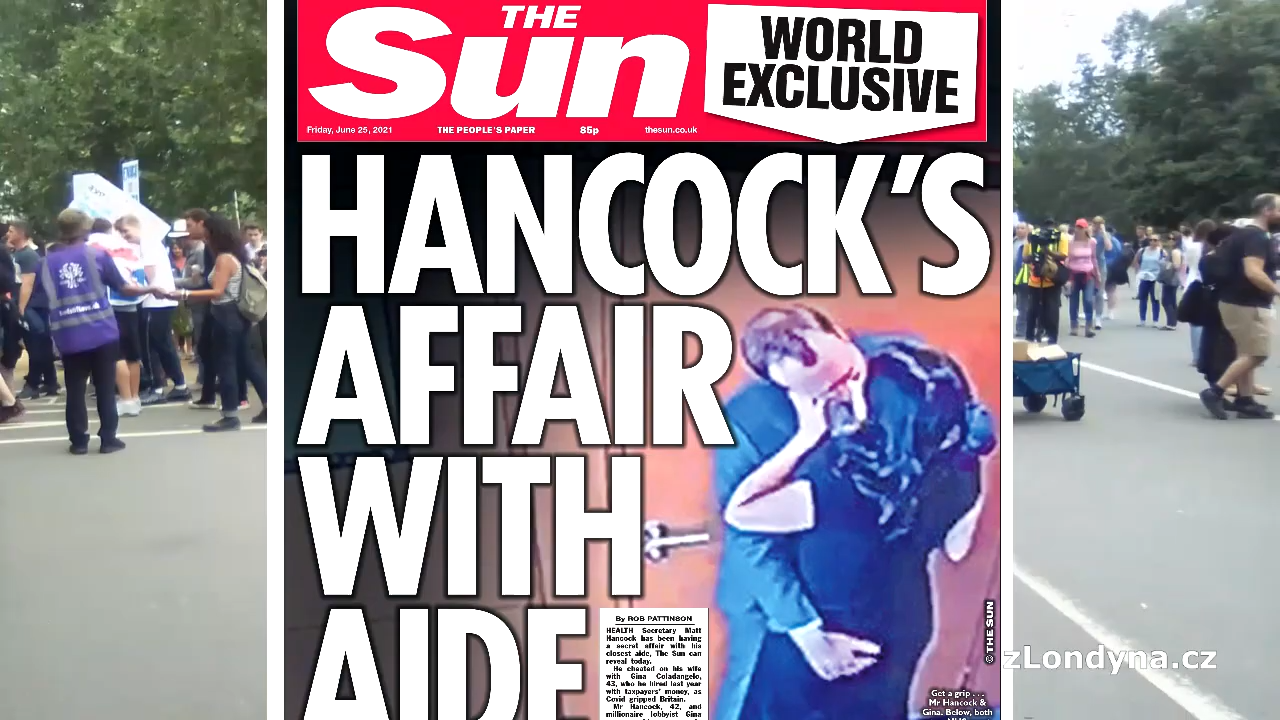 THE
Sun
WORLD
EXCLUSIVE
Friday, June 25, 2021 THE PEOPLE'S PAPER 85p thesun.co.uk
HANCOCK'S
AFFAIR
WITH
AIDE
By ROB PATTINSON
HEALTH Secretary Matt
Hancock has been having
a secret affair with his
closest aide, The Sun can
reveal today.
He cheated on his wife
with Gina Coladangelo,
43, who he hired last year
with taxpayers' money, as
Covid gripped Britain.
Mr Hancock, 42, and
millionaire lobbyist Gina
© THE SUN
Get a grip . . .
Mr Hancock &
Gina. Below, both
zLondyna.cz